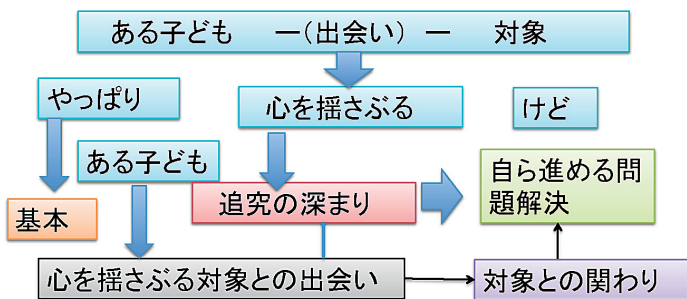 ある子ども ー(出会い) ー 対象
やっぱり
心を揺さぶる
けど
ある子ども
自ら進める問
題解決
追究の深まり
基本
心を揺さぶる対象との出会い
対象との関わり